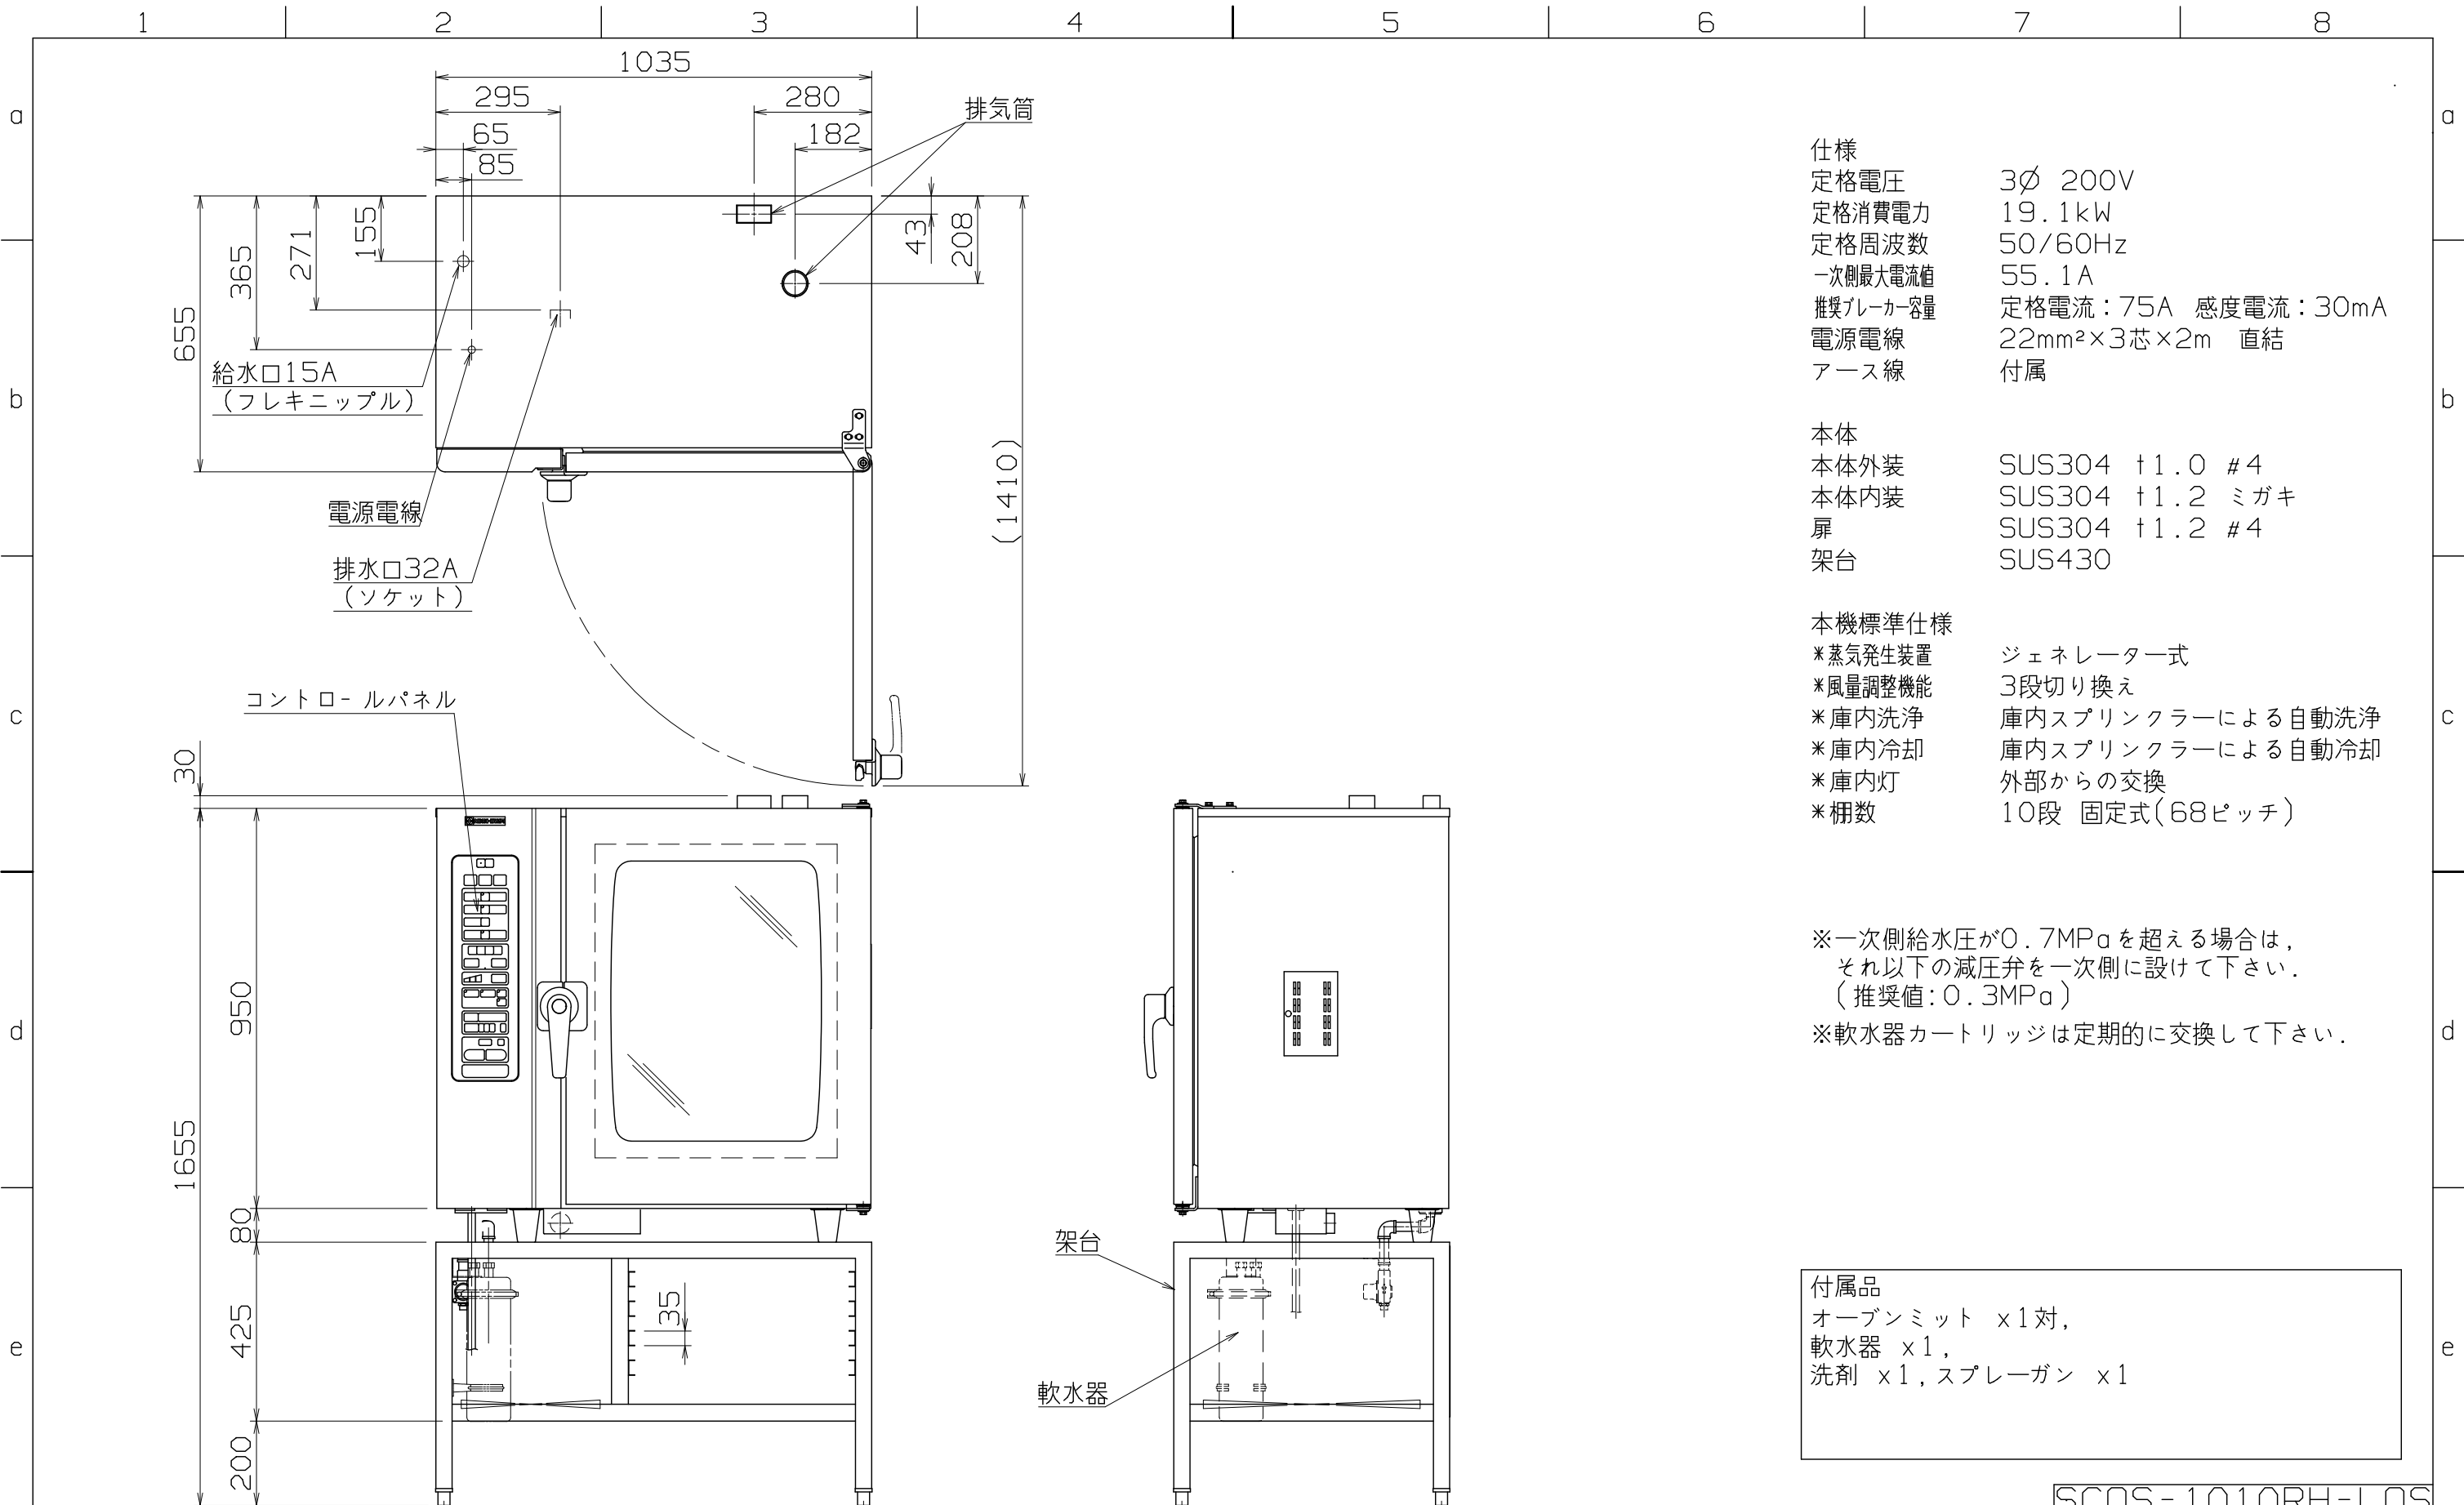 1 2 3 4 5 6 7 8
a a
b b
c c
d d
e e
1035
295
280
65
182
85
排気筒
655
365
271
155
43
208
(1410)
給水口15A
(フレキニップル)
電源電線
排水口32A
(ソケット)
コントロールパネル
30
950
1655
80
425
200
35
架台
軟水器
仕様
定格電圧 3Ø 200V
定格消費電力 19.1kW
定格周波数 50/60Hz
一次側最大電流値 55.1A
推奨ブレーカー容量 定格電流:75A 感度電流:30mA
電源電線 22mm²×3芯×2m 直結
アース線 付属
本体
本体外装 SUS304 t1.0 #4
本体内装 SUS304 t1.2 ミガキ
扉 SUS304 t1.2 #4
架台 SUS430
本機標準仕様
*蒸気発生装置 ジェネレーター式
*風量調整機能 3段切り換え
*庫内洗浄 庫内スプリンクラーによる自動洗浄
*庫内冷却 庫内スプリンクラーによる自動冷却
*庫内灯 外部からの交換
*棚数 10段 固定式(68ピッチ)
※一次側給水圧が0.7MPaを超える場合は,
それ以下の減圧弁を一次側に設けて下さい.
(推奨値:0.3MPa)
※軟水器カートリッジは定期的に交換して下さい.
付属品
オーブンミット x1対,
軟水器 x1,
洗剤 x1,スプレーガン x1
SCOS-1010RH-LOS